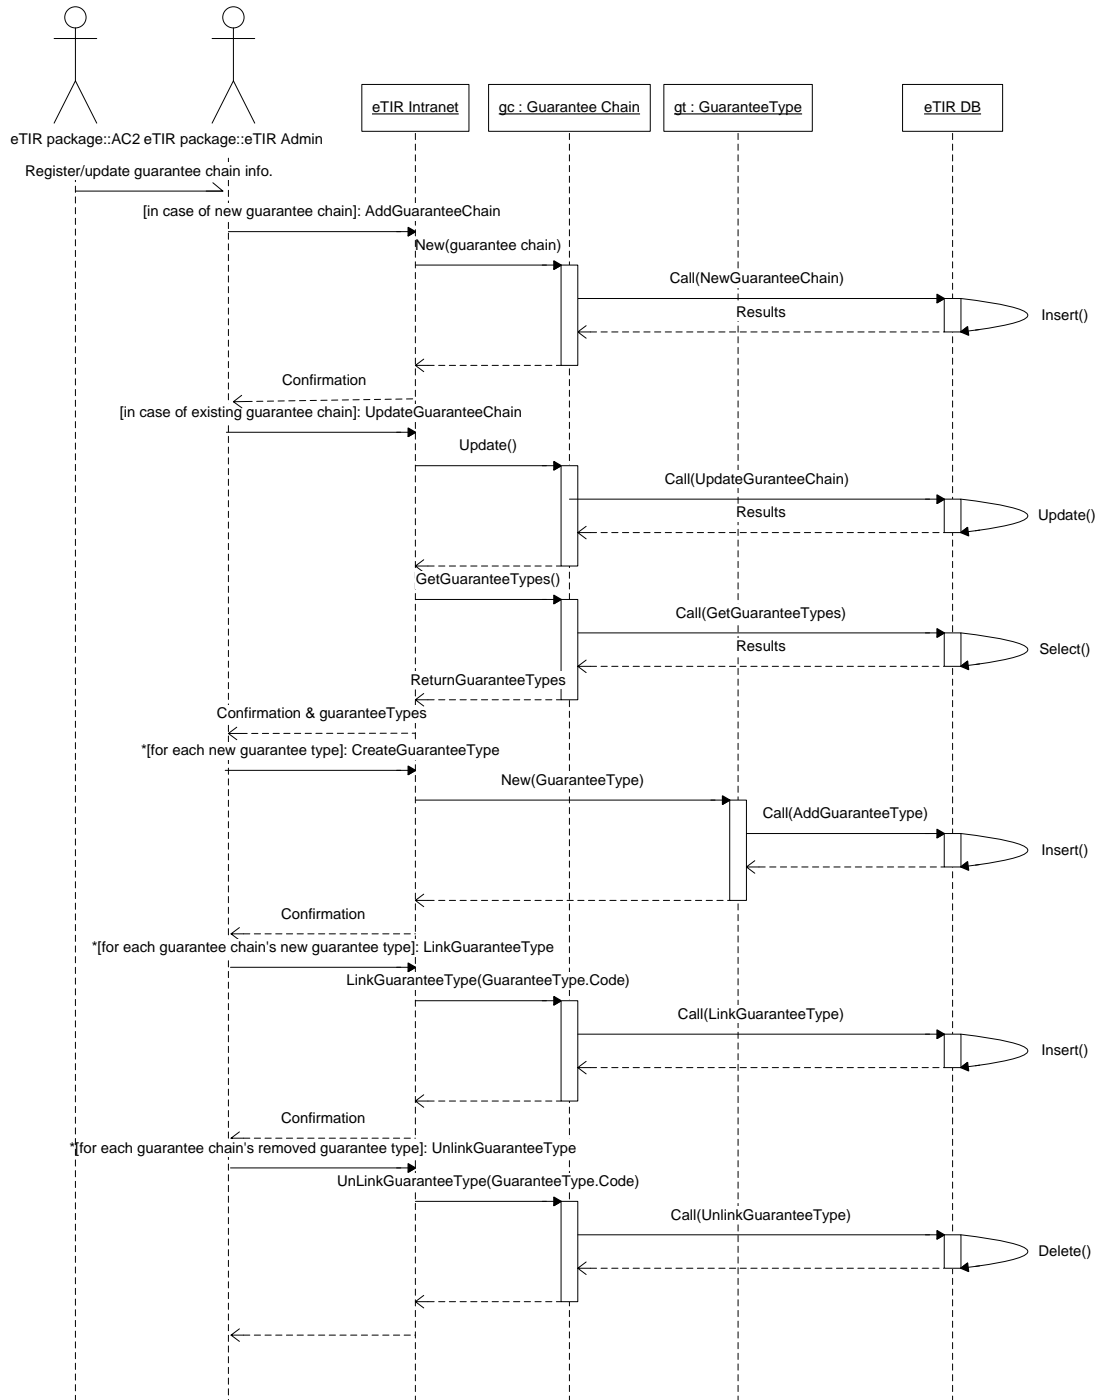 eTIR Intranet
gc : Guarantee Chain
gt : GuaranteeType
eTIR DB
eTIR package::AC2
eTIR package::eTIR Admin
Register/update guarantee chain info.
[in case of new guarantee chain]: AddGuaranteeChain
New(guarantee chain)
Call(NewGuaranteeChain)
Results
Insert()
Confirmation
[in case of existing guarantee chain]: UpdateGuaranteeChain
Update()
Call(UpdateGuranteeChain)
Results
Update()
GetGuaranteeTypes()
Call(GetGuaranteeTypes)
Results
Select()
ReturnGuaranteeTypes
Confirmation & guaranteeTypes
*[for each new guarantee type]: CreateGuaranteeType
New(GuaranteeType)
Call(AddGuaranteeType)
Insert()
Confirmation
*[for each guarantee chain's new guarantee type]: LinkGuaranteeType
LinkGuaranteeType(GuaranteeType.Code)
Call(LinkGuaranteeType)
Insert()
Confirmation
*[for each guarantee chain's removed guarantee type]: UnlinkGuaranteeType
UnLinkGuaranteeType(GuaranteeType.Code)
Call(UnlinkGuaranteeType)
Delete()